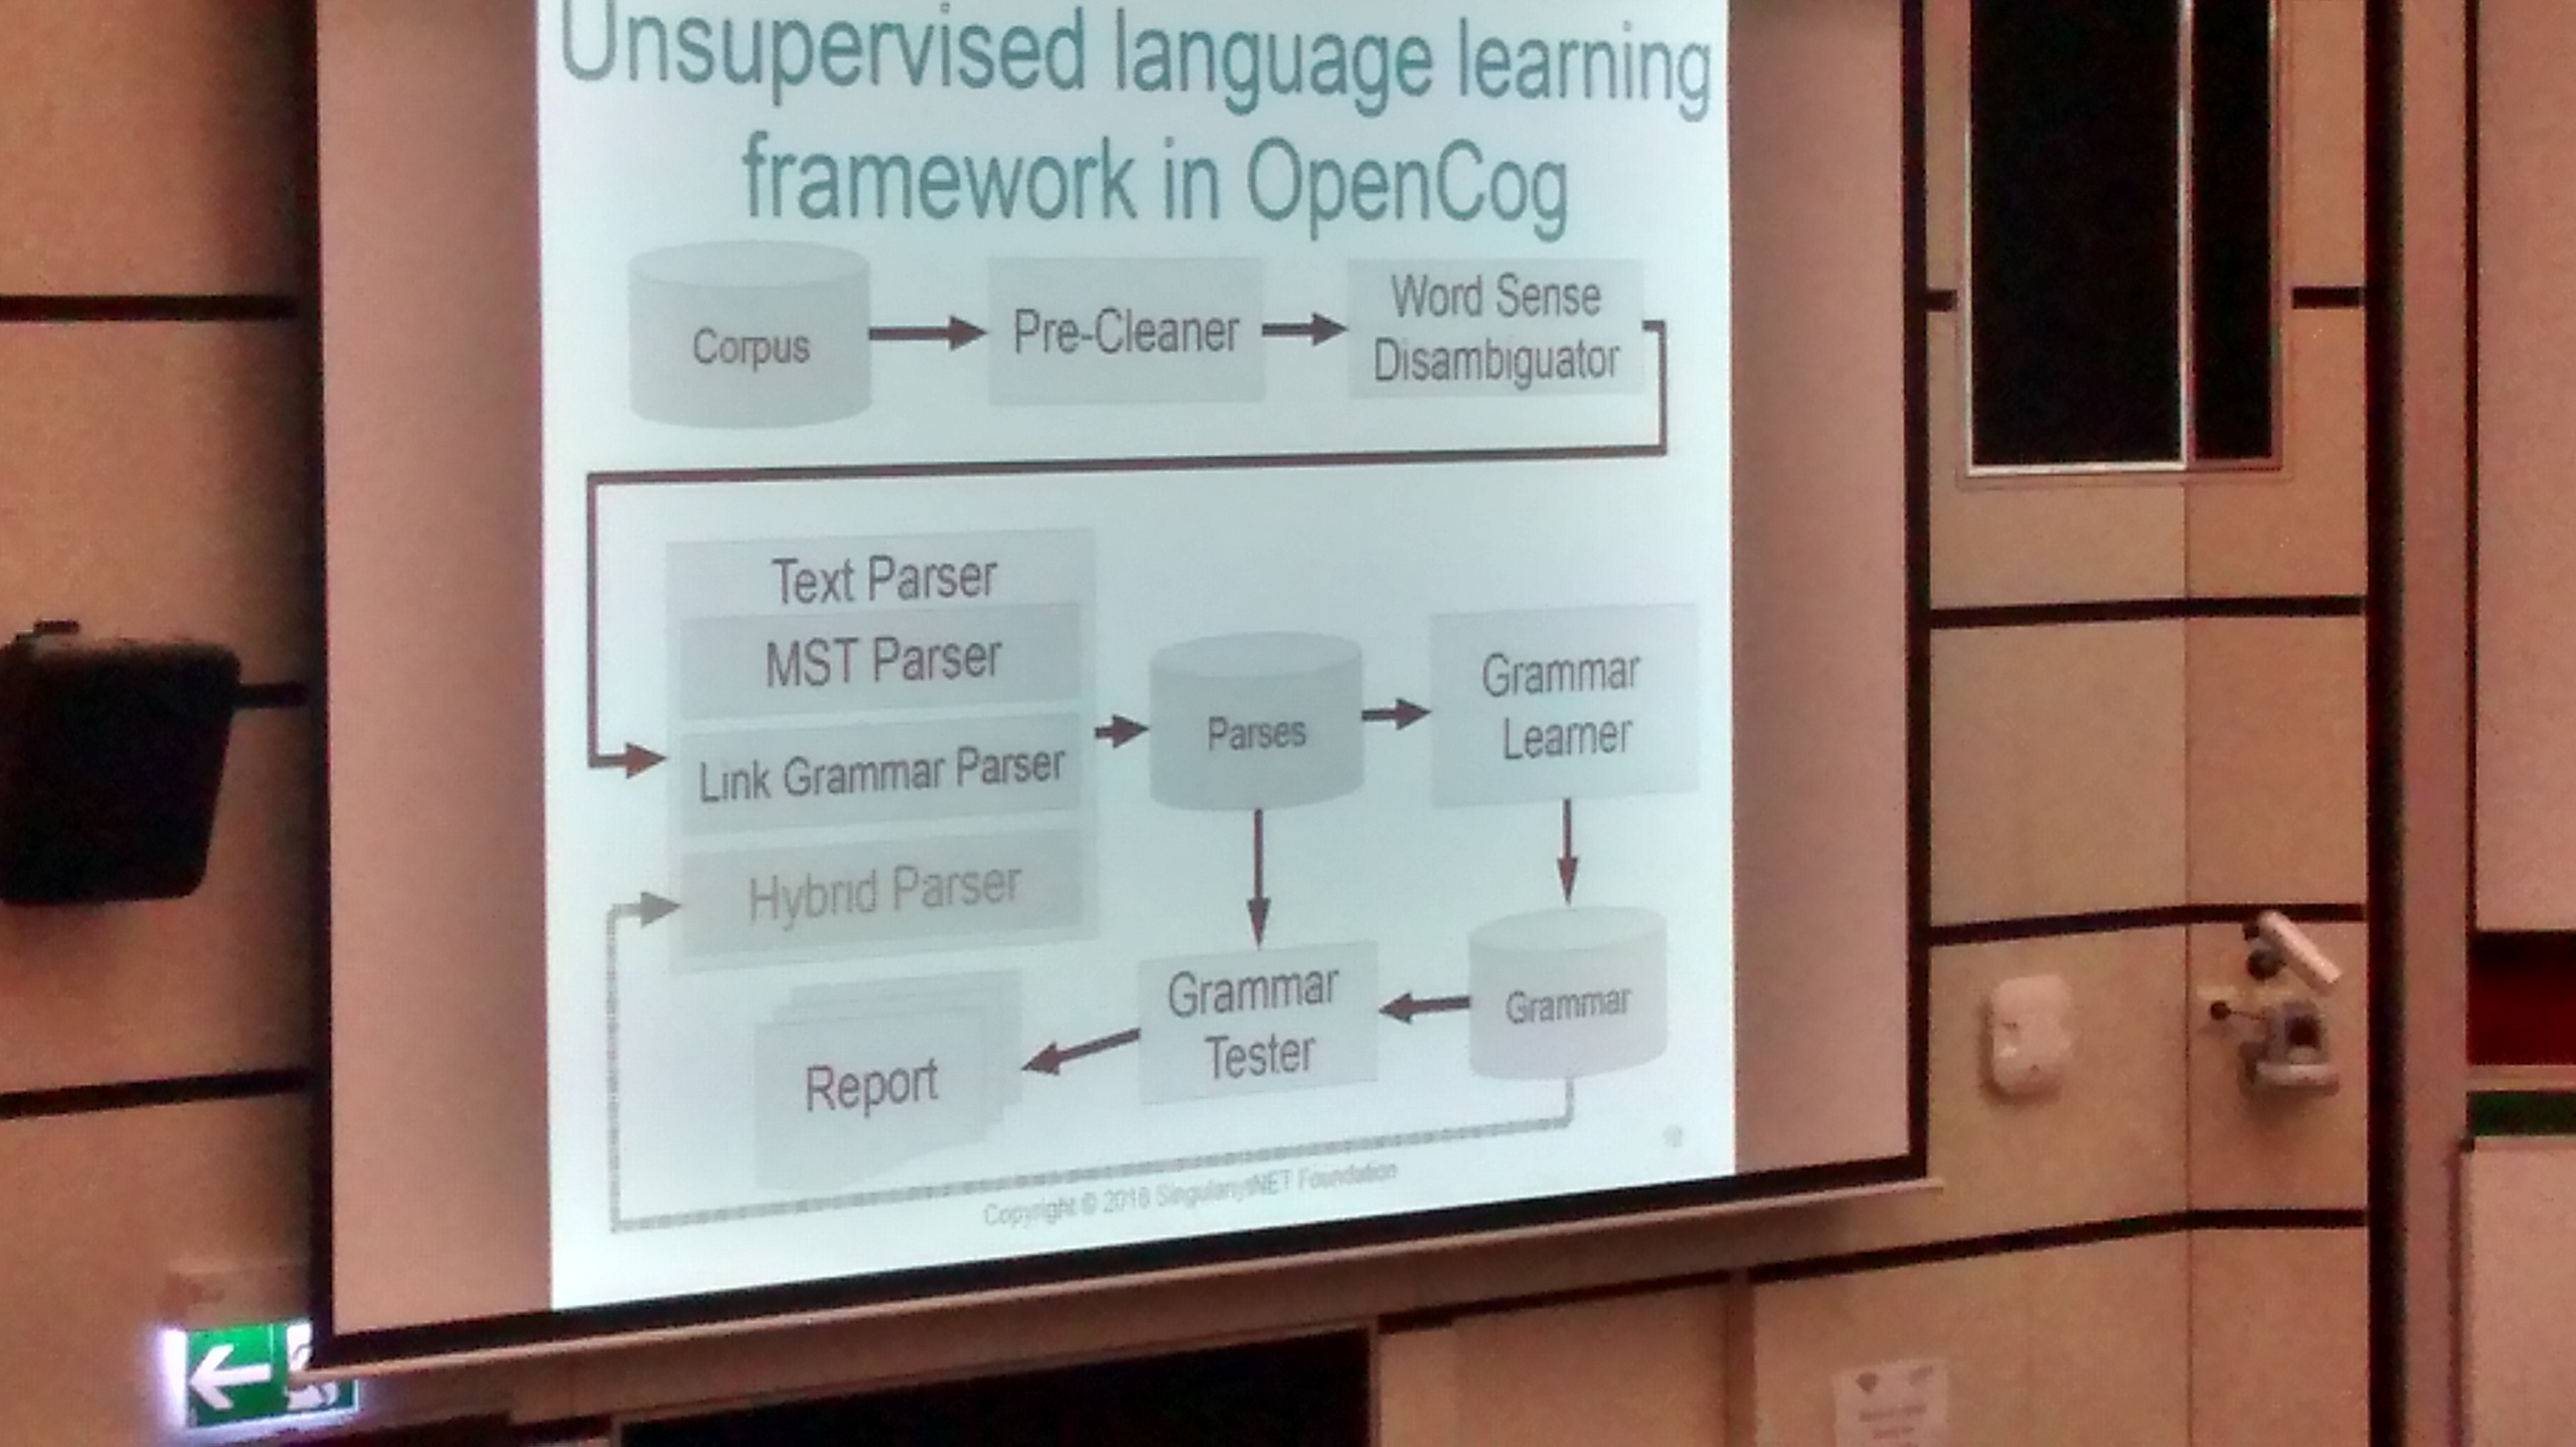 Unsupervised language learning
framework in OpenCog
Corpus
Pre-Cleaner
Word Sense
Disambiguator
Text Parser
MST Parser
Link Grammar Parser
Hybrid Parser
Parses
Grammar
Learner
Grammar
Tester
Grammar
Report
Copyright © 2018 SingularityNET Foundation